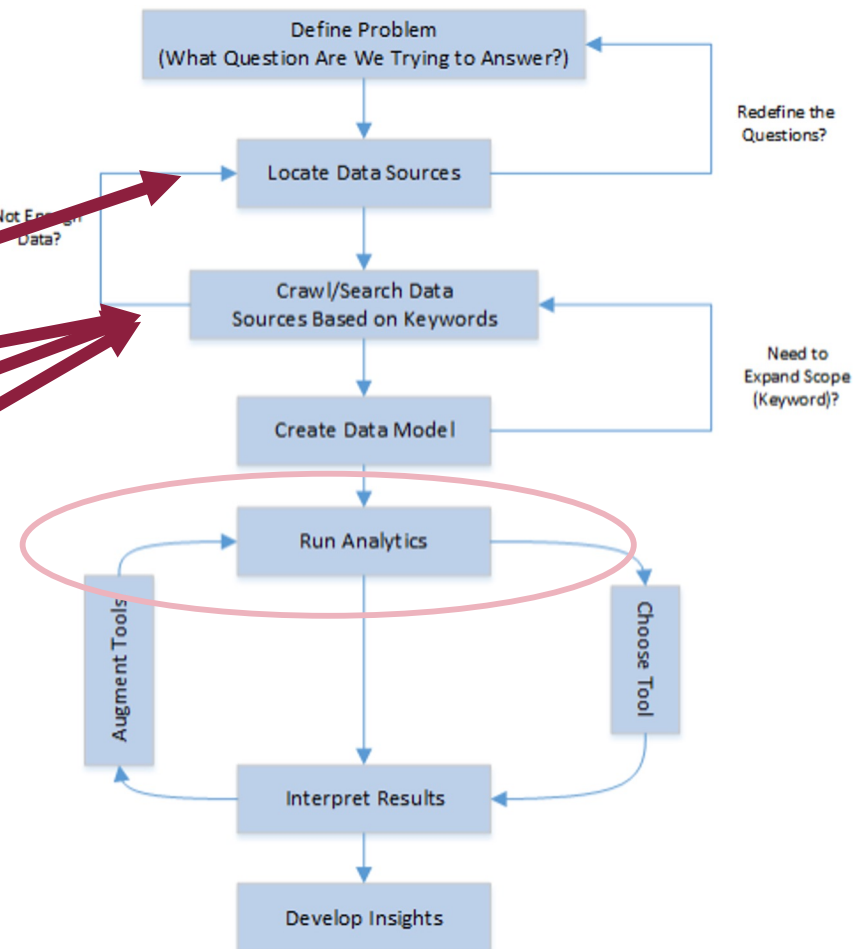 Define Problem
(What Question Are We Trying to Answer?)
Redefine the
Questions?
Locate Data Sources
Not Enough
Data?
Crawl/Search Data
Sources Based on Keywords
Need to
Expand Scope
(Keyword)?
Create Data Model
Run Analytics
Augment Tools
Choose Tool
Interpret Results
Develop Insights